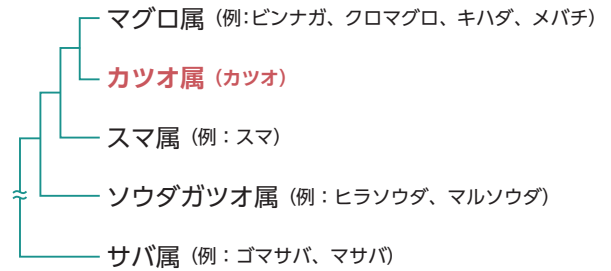 マグロ属（例：ビンナガ、クロマグロ、キハダ、メバチ）
カツオ属（カツオ）
スマ属（例：スマ）
ソウダガツオ属（例：ヒラソウダ、マルソウダ）
サバ属（例：ゴマサバ、マサバ）